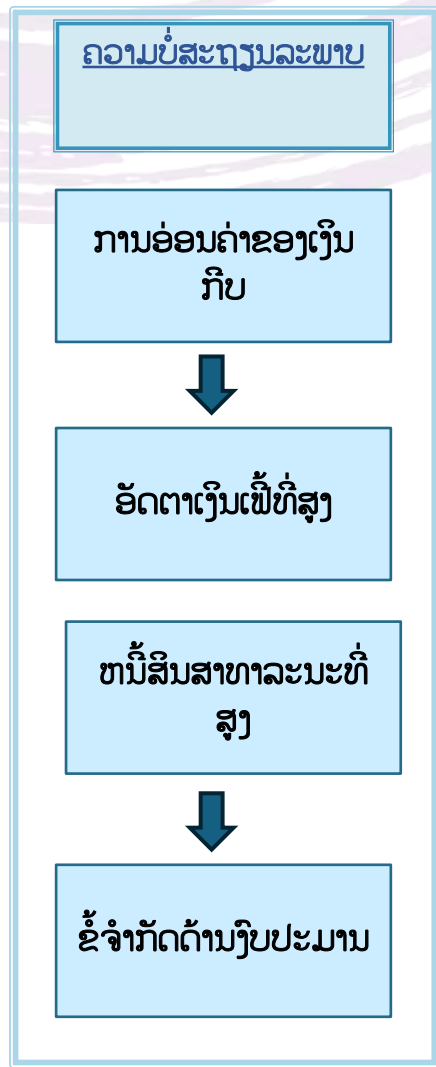 ຄວາມບໍ່ສະຖຽນລະພາບ
ການອ່ອນຄ່າຂອງເງິນ
ກີບ
ອັດຕາເງິນເຟີ້ທີ່ສູງ
ຫນີ້ສິນສາທາລະນະທີ່
ສູງ
ຂໍ້ຈຳກັດດ້ານງົບປະມານ